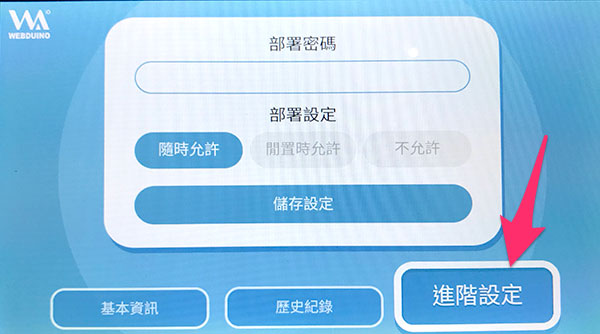 WEBDUINO
部署密碼
部署設定
隨時允許 閒置時允許 不允許
儲存設定
基本資訊 歷史紀錄 進階設定